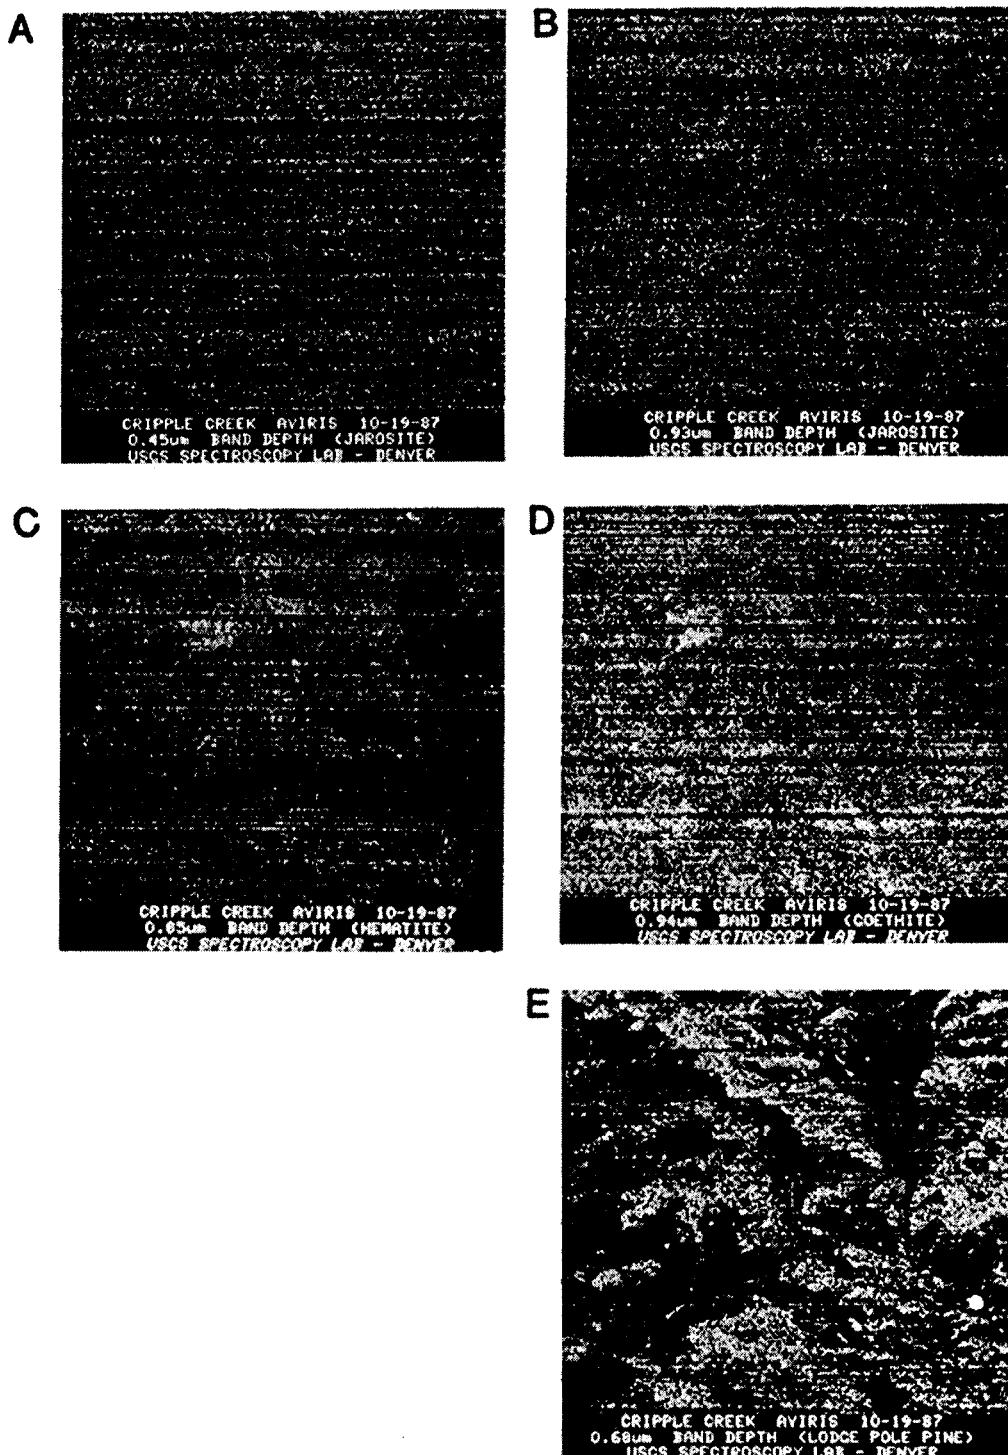 A
CRIPPLE CREEK AVIRIS 10-19-87
0.45um BAND DEPTH (JAROSITE)
USGS SPECTROSCOPY LAB - DENVER
B
CRIPPLE CREEK AVIRIS 10-19-87
0.93um BAND DEPTH (JAROSITE)
USGS SPECTROSCOPY LAB - DENVER
C
CRIPPLE CREEK AVIRIS 10-19-87
0.85um BAND DEPTH (HEMATITE)
USGS SPECTROSCOPY LAB - DENVER
D
CRIPPLE CREEK AVIRIS 10-19-87
0.94um BAND DEPTH (GOETHITE)
USGS SPECTROSCOPY LAB - DENVER
E
CRIPPLE CREEK AVIRIS 10-19-87
0.68um BAND DEPTH (LODGE POLE PINE)
USGS SPECTROSCOPY LAB - DENVER